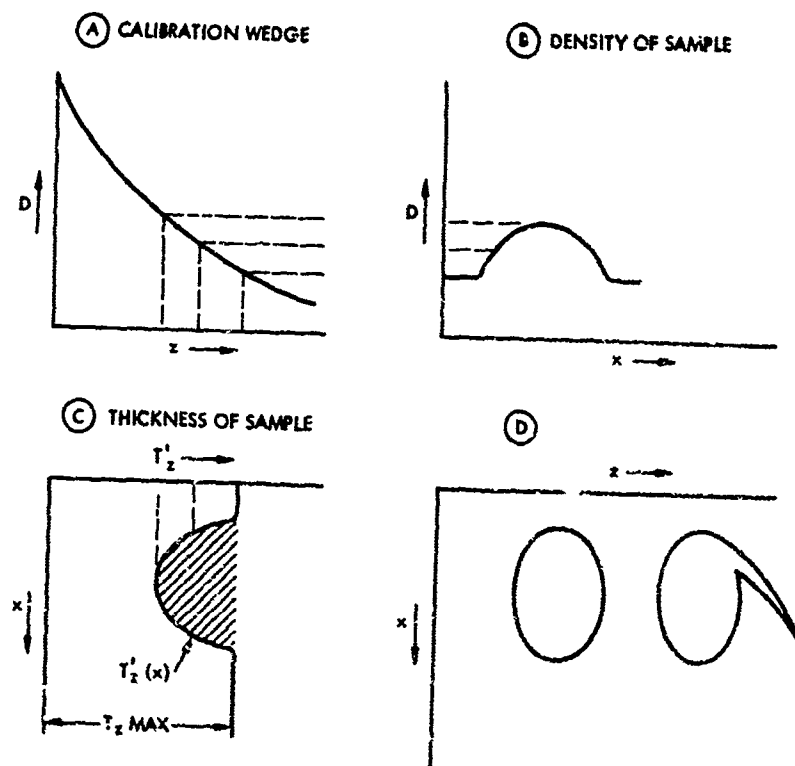 A CALIBRATION WEDGE
D
z
B DENSITY OF SAMPLE
D
x
C THICKNESS OF SAMPLE
T'z
x
T'z (x)
Tz MAX
D
z
x